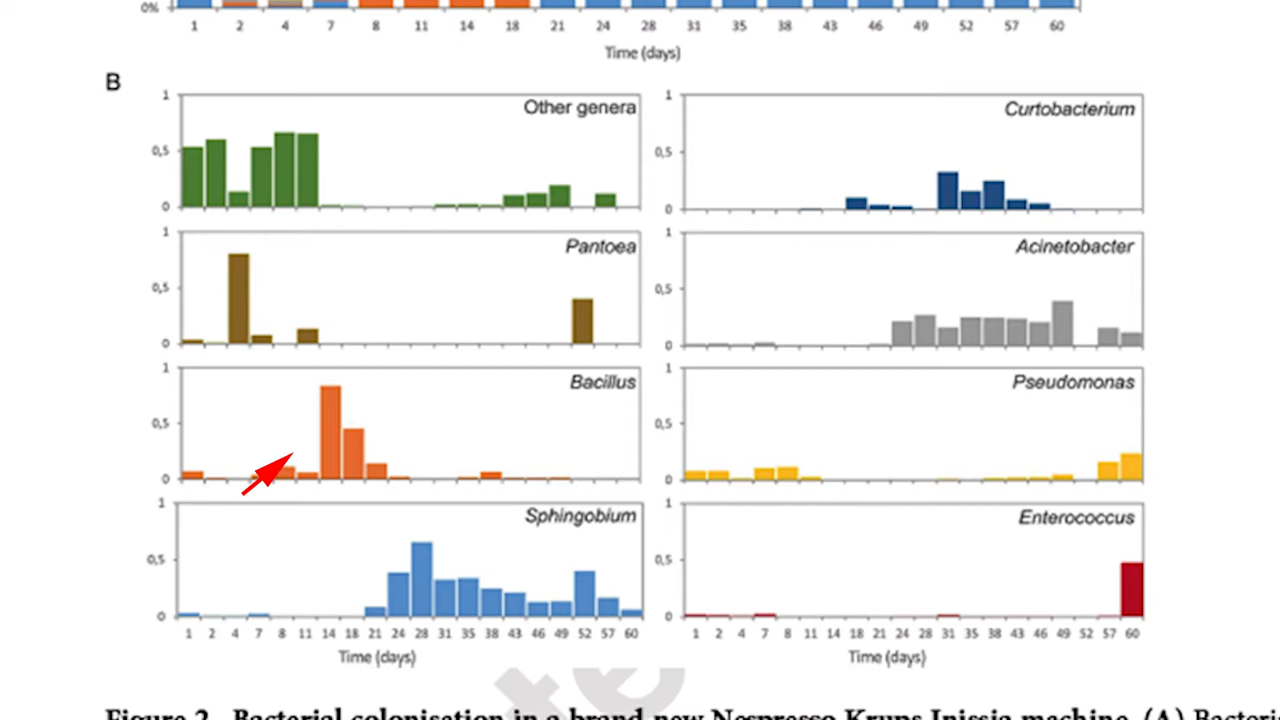 0%
1 2 4 7 8 11 14 18 21 24 28 31 35 38 43 46 49 52 57 60
Time (days)
B
1 Other genera
0,5
0
1 Curtobacterium
0,5
0
1 Pantoea
0,5
0
1 Acinetobacter
0,5
0
1 Bacillus
0,5
0
1 Pseudomonas
0,5
0
1 Sphingobium
0,5
0
1 2 4 7 8 11 14 18 21 24 28 31 35 38 43 46 49 52 57 60
Time (days)
1 Enterococcus
0,5
0
1 2 4 7 8 11 14 18 21 24 28 31 35 38 43 46 49 52 57 60
Time (days)
Figure 2. Bacterial colonisation in a brand new Nespresso Krups Inissia machine. (A) Bacteri